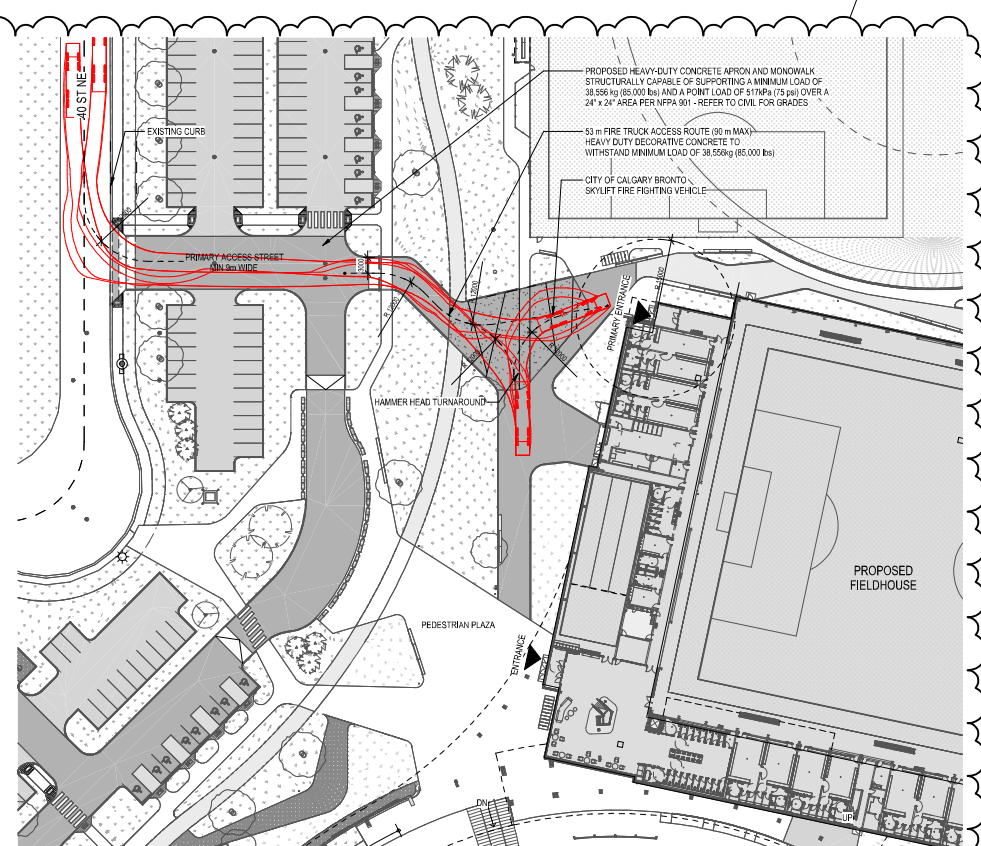 PROPOSED HEAVY-DUTY CONCRETE APRON AND MONOWALK
STRUCTURALLY CAPABLE OF SUPPORTING A MINIMUM LOAD OF
38,556 kg (85,000 lbs) AND A POINT LOAD OF 517kPa (75 psi) OVER A
24" x 24" AREA PER NFPA 901 - REFER TO CIVIL FOR GRADES
40 ST NE
EXISTING CURB
53 m FIRE TRUCK ACCESS ROUTE (90 m MAX)
HEAVY DUTY DECORATIVE CONCRETE TO
WITHSTAND MINIMUM LOAD OF 38,556kg (85,000 lbs)
CITY OF CALGARY BRONTO
SKYLIFT FIRE FIGHTING VEHICLE
PRIMARY ACCESS STREET
MIN 9m WIDE
PRIMARY ENTRANCE
HAMMER HEAD TURNAROUND
PROPOSED
FIELDHOUSE
PEDESTRIAN PLAZA
ENTRANCE
DN
UP